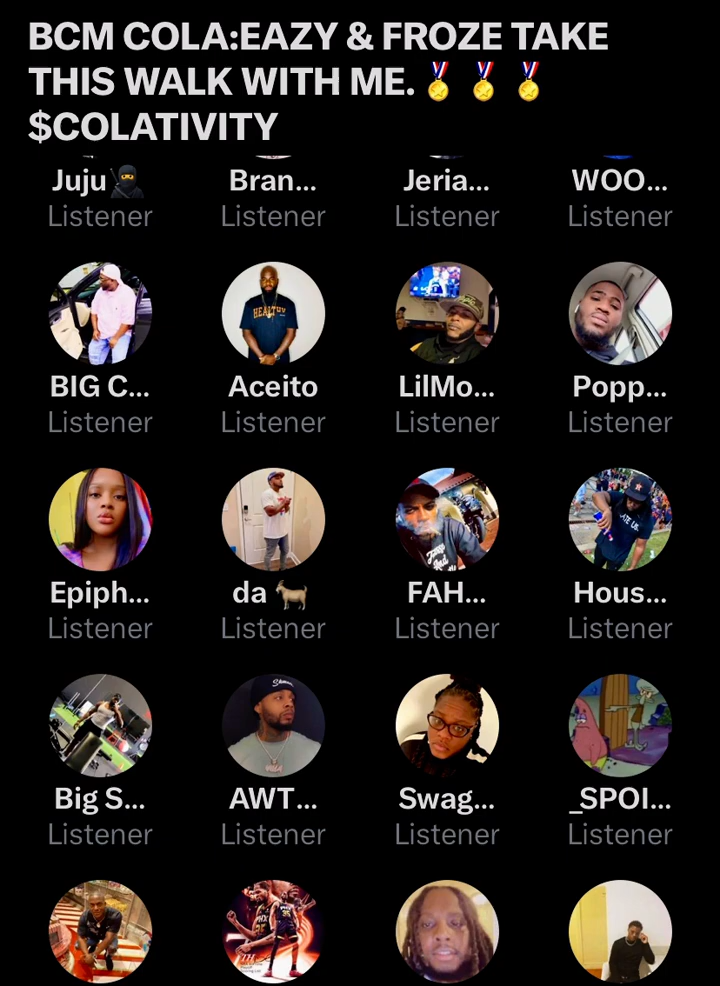 BCM COLA:EAZY & FROZE TAKE
THIS WALK WITH ME.🏅🏅🏅
$COLATIVITY
Juju🥷 Bran... Jeria... WOO...
Listener Listener Listener Listener
HEALTHY
BIG C... Aceito LilMo... Popp...
Listener Listener Listener Listener
Epiph... da 🐐 FAH... Hous...
Listener Listener Listener Listener
Big S... AWT... Swag... _SPOI...
Listener Listener Listener Listener